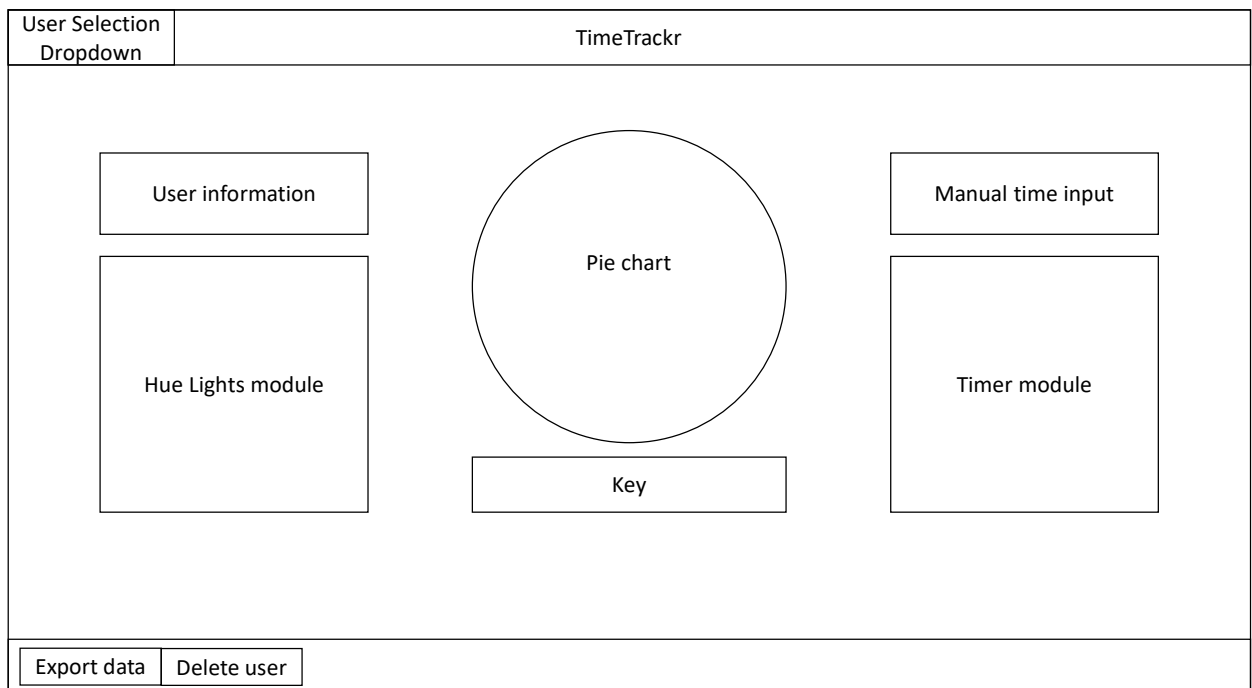 User Selection
Dropdown
TimeTrackr
User information
Pie chart
Manual time input
Hue Lights module
Timer module
Key
Export data
Delete user